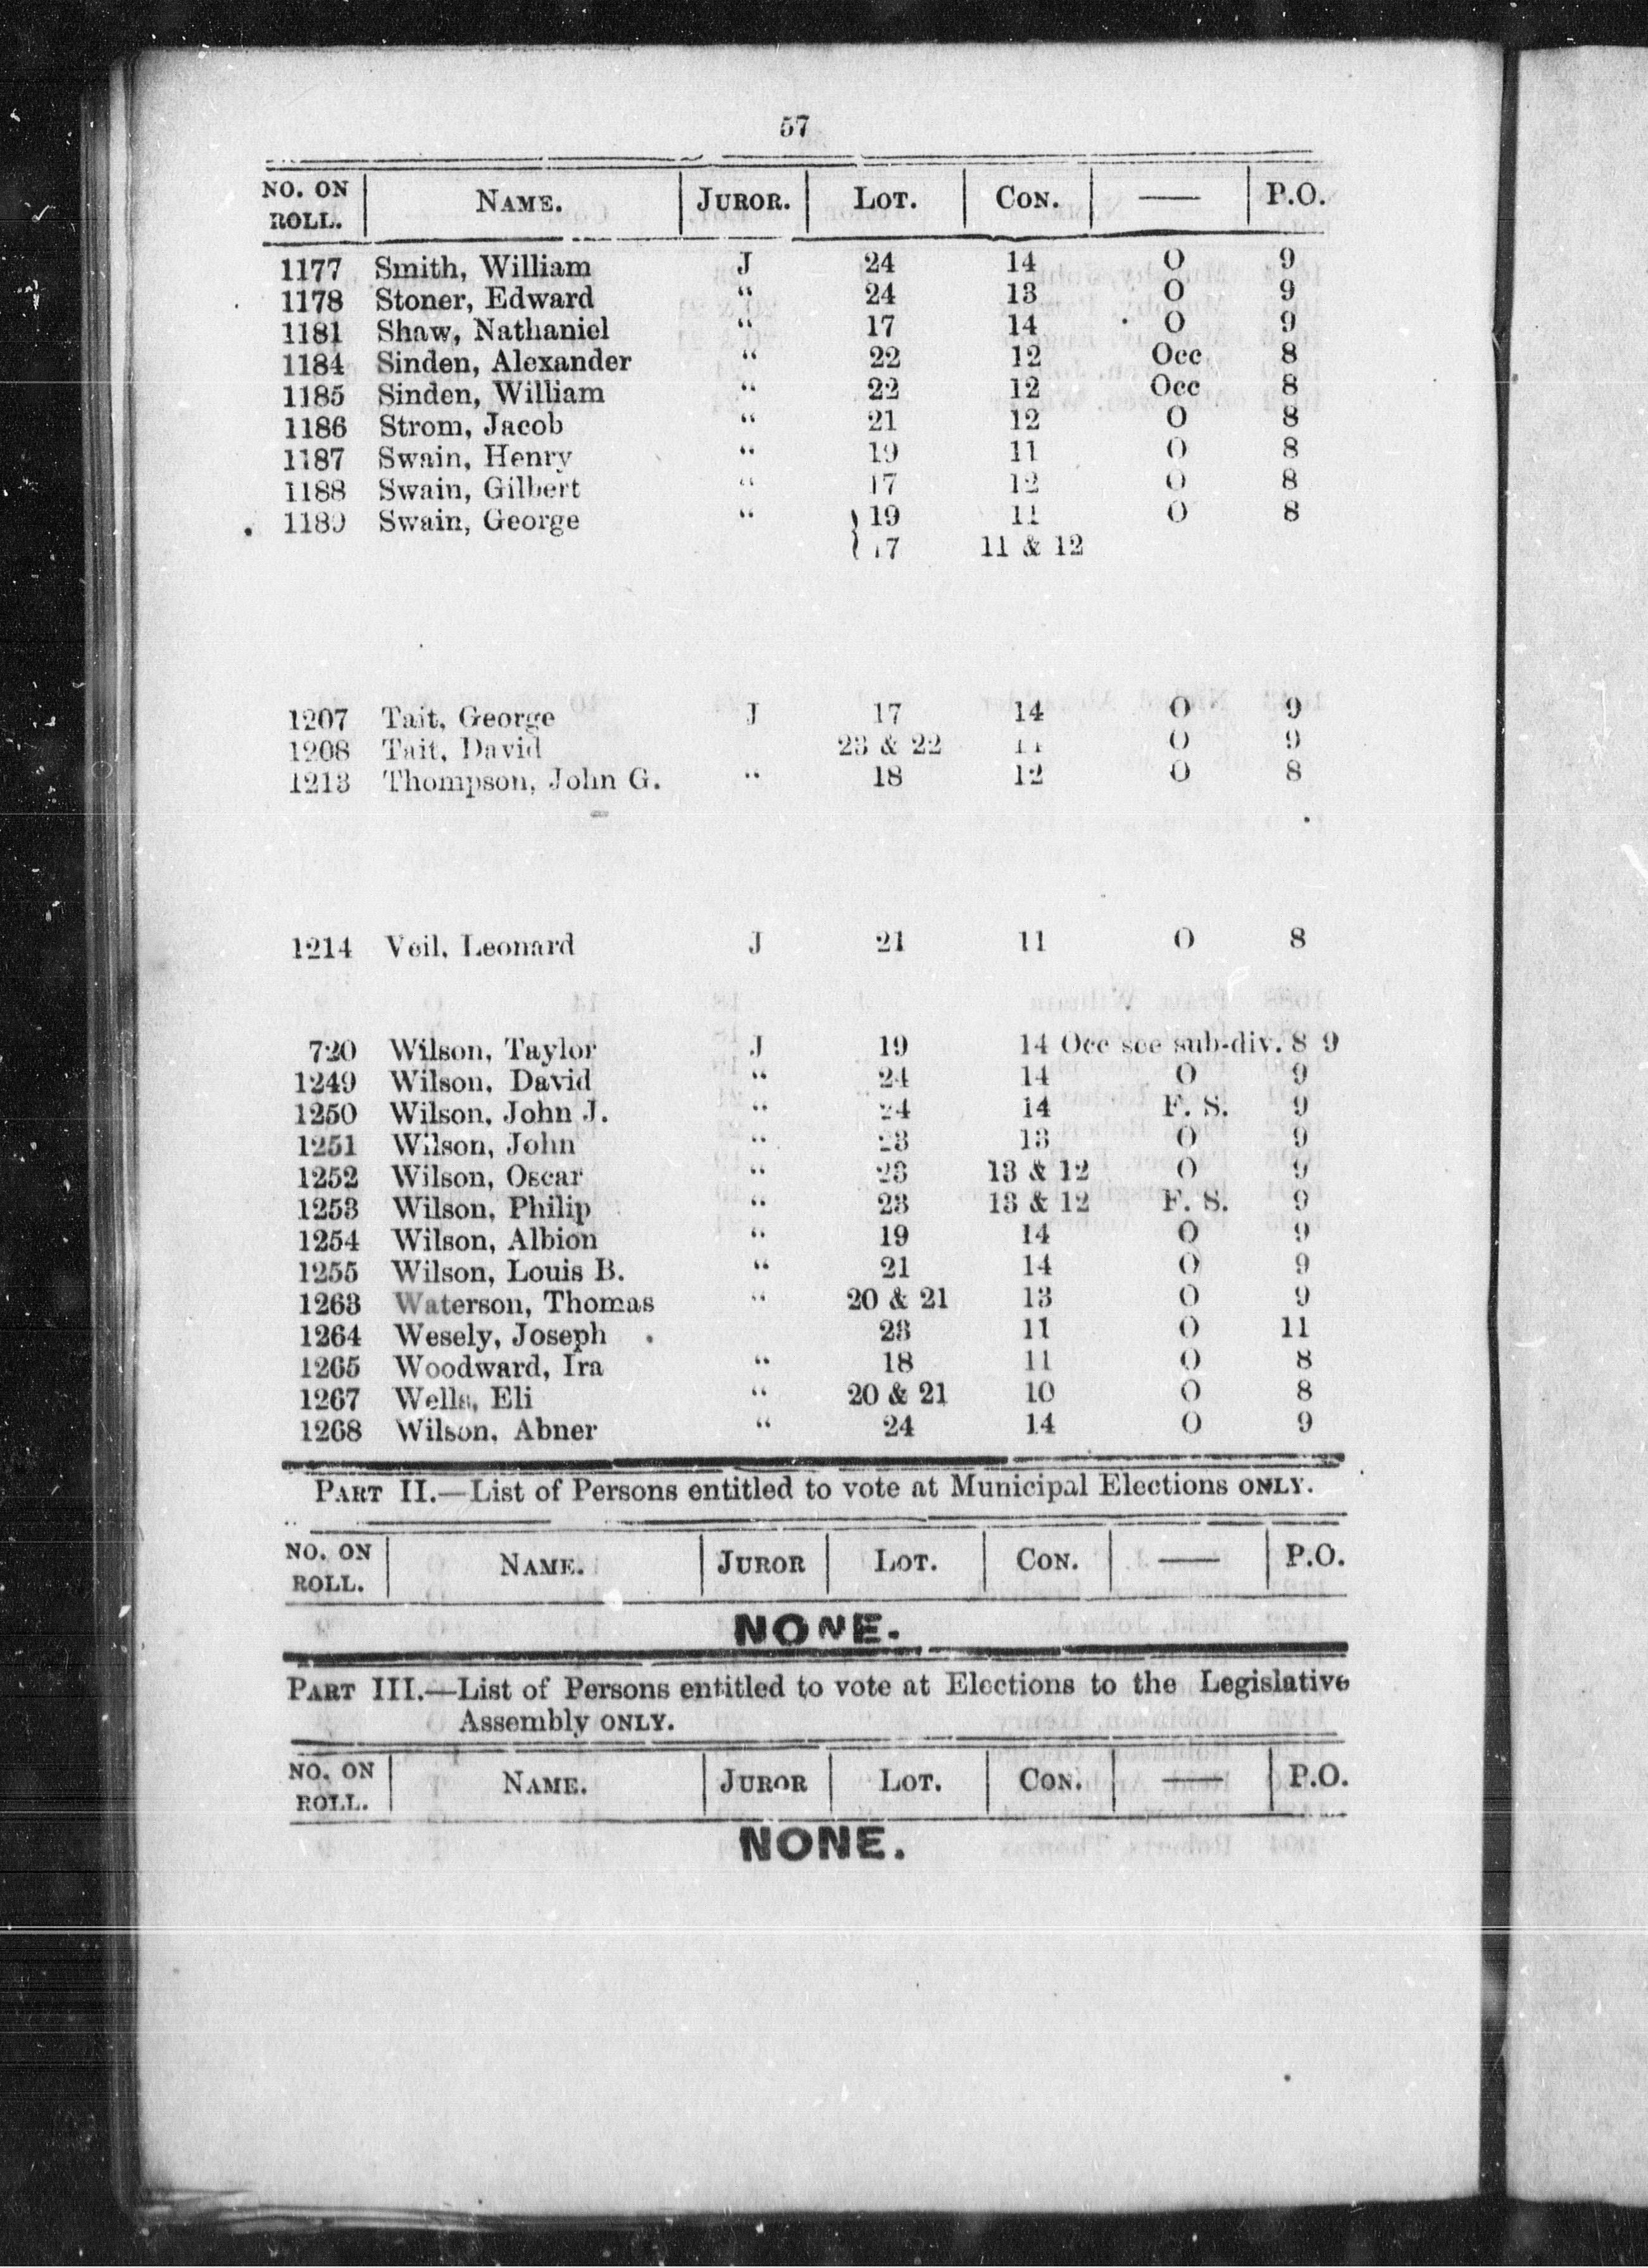 57
NO. ON ROLL. NAME. JUROR. LOT. CON. — P.O.
1177 Smith, William J 24 14 O 9
1178 Stoner, Edward “ 24 13 O 9
1181 Shaw, Nathaniel “ 17 14 O 9
1184 Sinden, Alexander “ 22 12 Occ 8
1185 Sinden, William “ 22 12 Occ 8
1186 Strom, Jacob “ 21 12 O 8
1187 Swain, Henry “ 19 11 O 8
1188 Swain, Gilbert “ 17 12 O 8
1189 Swain, George “ 19 11 O 8
17 11 & 12
1207 Tait, George J 17 14 O 9
1208 Tait, David 23 & 22 O 9
1213 Thompson, John G. “ 18 12 O 8
1214 Veil, Leonard J 21 11 O 8
720 Wilson, Taylor J 19 14 Occ see sub-div. 8 9
1249 Wilson, David “ 24 14 O 9
1250 Wilson, John J. “ 24 14 F. S. 9
1251 Wilson, John “ 23 13 O 9
1252 Wilson, Oscar “ 23 13 & 12 O 9
1253 Wilson, Philip “ 23 13 & 12 F. S. 9
1254 Wilson, Albion “ 19 14 O 9
1255 Wilson, Louis B. “ 21 14 O 9
1263 Waterson, Thomas “ 20 & 21 13 O 9
1264 Wesely, Joseph 23 11 O 11
1265 Woodward, Ira “ 18 11 O 8
1267 Wells, Eli “ 20 & 21 10 O 8
1268 Wilson, Abner “ 24 14 O 9
PART II.—List of Persons entitled to vote at Municipal Elections ONLY.
NO. ON ROLL. NAME. JUROR LOT. CON. — P.O.
NONE.
PART III.—List of Persons entitled to vote at Elections to the Legislative
Assembly ONLY.
NO. ON ROLL. NAME. JUROR LOT. CON. — P.O.
NONE.